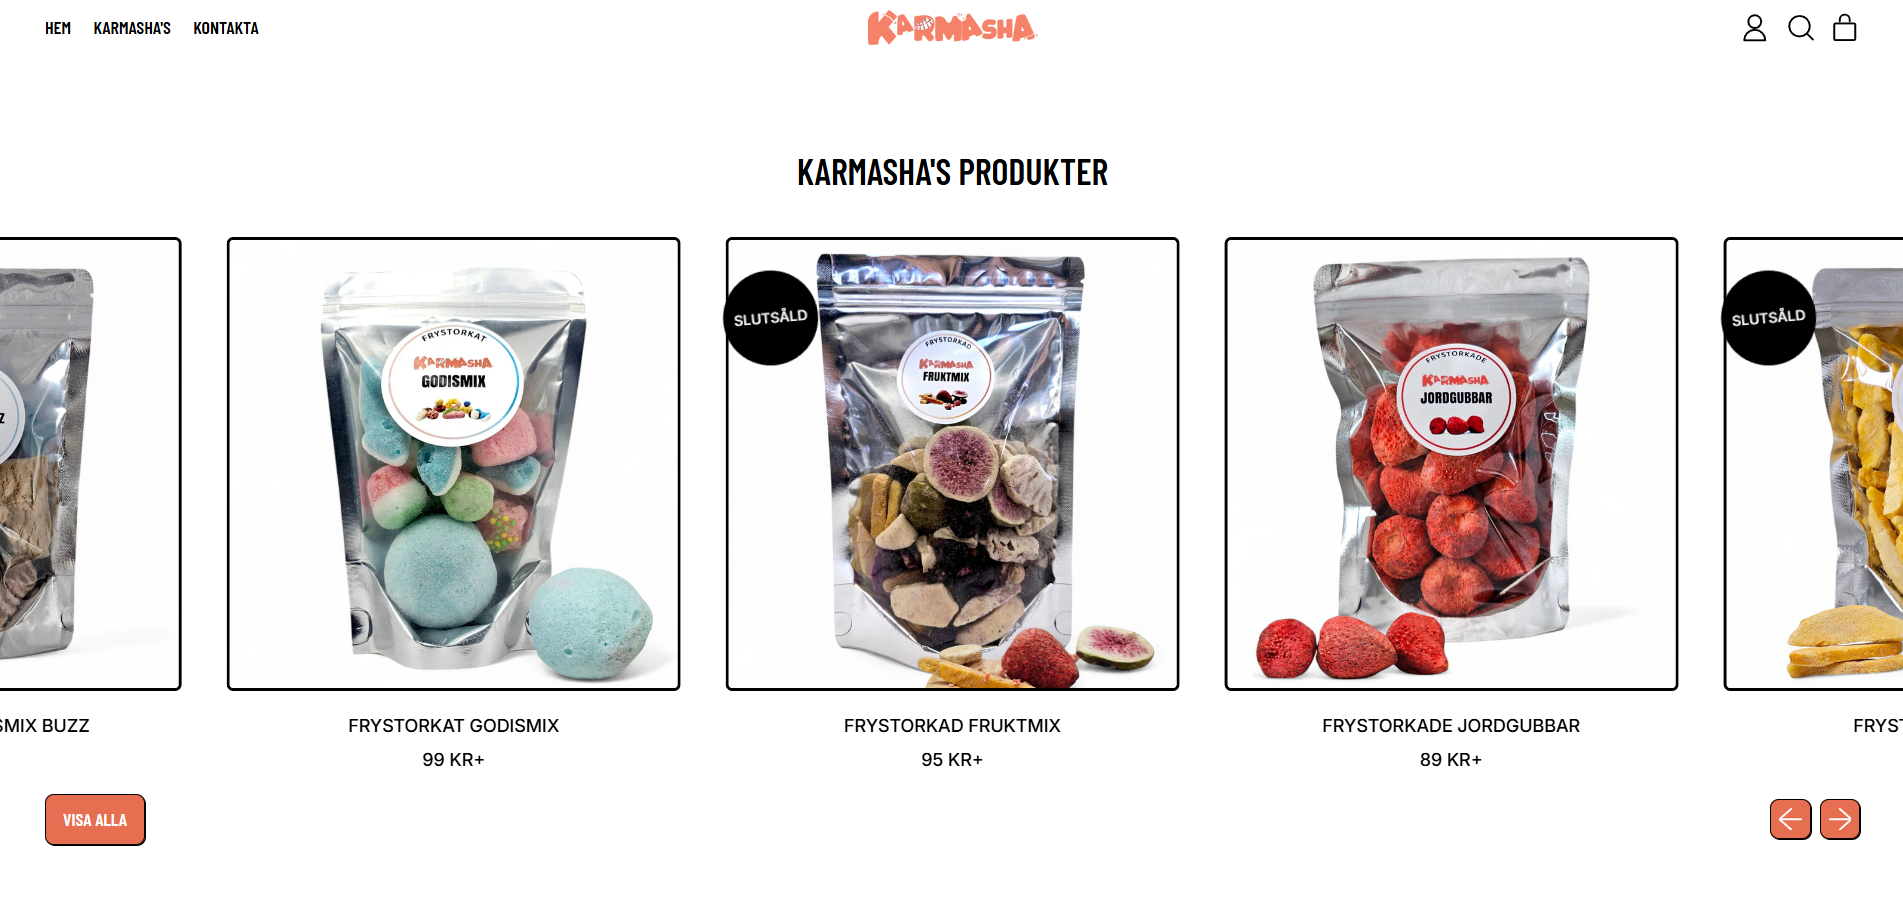 HEM KARMASHA'S KONTAKTA
KARMASHA
KARMASHA'S PRODUKTER
FRYSTORKAT
KARMASHA
GODISMIX
SLUTSÅLD
FRYSTORKAD
KARMASHA
FRUKTMIX
FRYSTORKADE
KARMASHA
JORDGUBBAR
SLUTSÅLD
Z
SMIX BUZZ
FRYSTORKAT GODISMIX
99 KR+
FRYSTORKAD FRUKTMIX
95 KR+
FRYSTORKADE JORDGUBBAR
89 KR+
FRYST
VISA ALLA